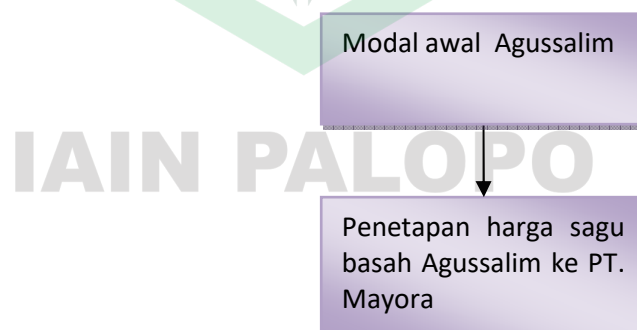 Modal awal Agussalim
IAIN PALOPO
Penetapan harga sagu
basah Agussalim ke PT.
Mayora